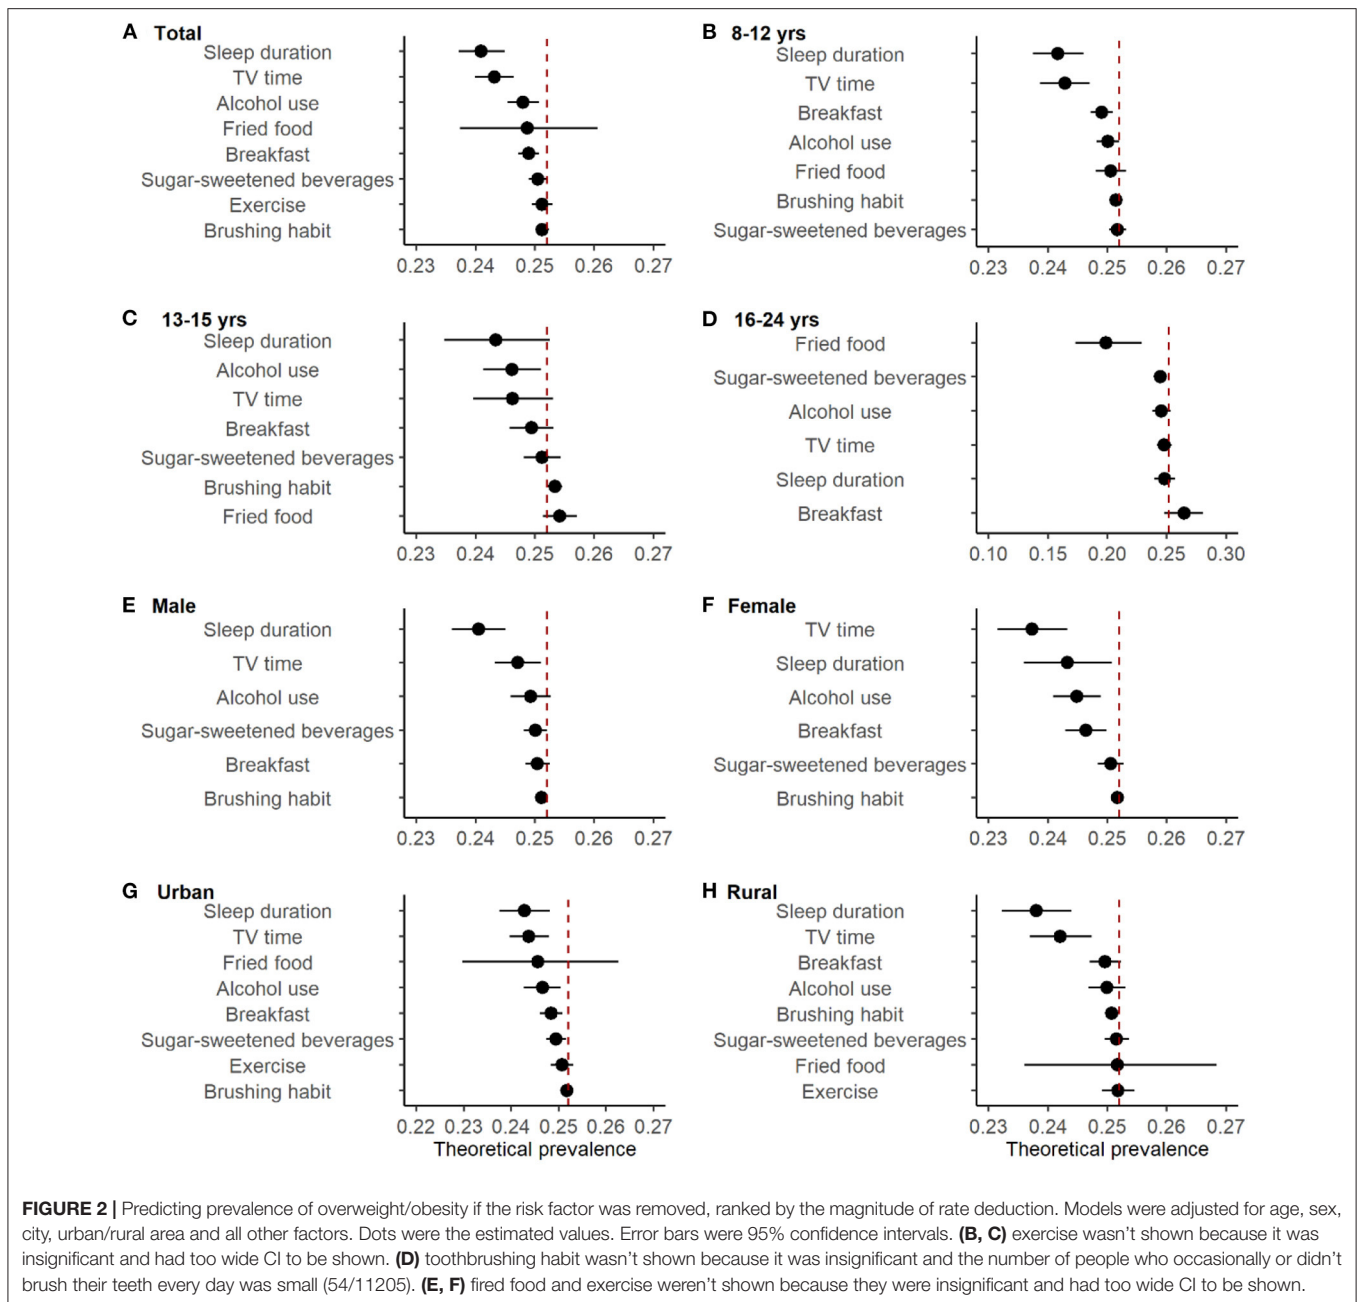 A Total
Sleep duration
TV time
Alcohol use
Fried food
Breakfast
Sugar-sweetened beverages
Exercise
Brushing habit
0.23 0.24 0.25 0.26 0.27
B 8-12 yrs
Sleep duration
TV time
Breakfast
Alcohol use
Fried food
Brushing habit
Sugar-sweetened beverages
0.23 0.24 0.25 0.26 0.27
C 13-15 yrs
Sleep duration
Alcohol use
TV time
Breakfast
Sugar-sweetened beverages
Brushing habit
Fried food
0.23 0.24 0.25 0.26 0.27
D 16-24 yrs
Fried food
Sugar-sweetened beverages
Alcohol use
TV time
Sleep duration
Breakfast
0.10 0.15 0.20 0.25 0.30
E Male
Sleep duration
TV time
Alcohol use
Sugar-sweetened beverages
Breakfast
Brushing habit
0.23 0.24 0.25 0.26 0.27
F Female
TV time
Sleep duration
Alcohol use
Breakfast
Sugar-sweetened beverages
Brushing habit
0.23 0.24 0.25 0.26 0.27
G Urban
Sleep duration
TV time
Fried food
Alcohol use
Breakfast
Sugar-sweetened beverages
Exercise
Brushing habit
0.22 0.23 0.24 0.25 0.26 0.27
Theoretical prevalence
H Rural
Sleep duration
TV time
Breakfast
Alcohol use
Brushing habit
Sugar-sweetened beverages
Fried food
Exercise
0.23 0.24 0.25 0.26 0.27
Theoretical prevalence
FIGURE 2 | Predicting prevalence of overweight/obesity if the risk factor was removed, ranked by the magnitude of rate deduction. Models were adjusted for age, sex,
city, urban/rural area and all other factors. Dots were the estimated values. Error bars were 95% confidence intervals. (B, C) exercise wasn't shown because it was
insignificant and had too wide CI to be shown. (D) toothbrushing habit wasn't shown because it was insignificant and the number of people who occasionally or didn't
brush their teeth every day was small (54/11205). (E, F) fired food and exercise weren't shown because they were insignificant and had too wide CI to be shown.